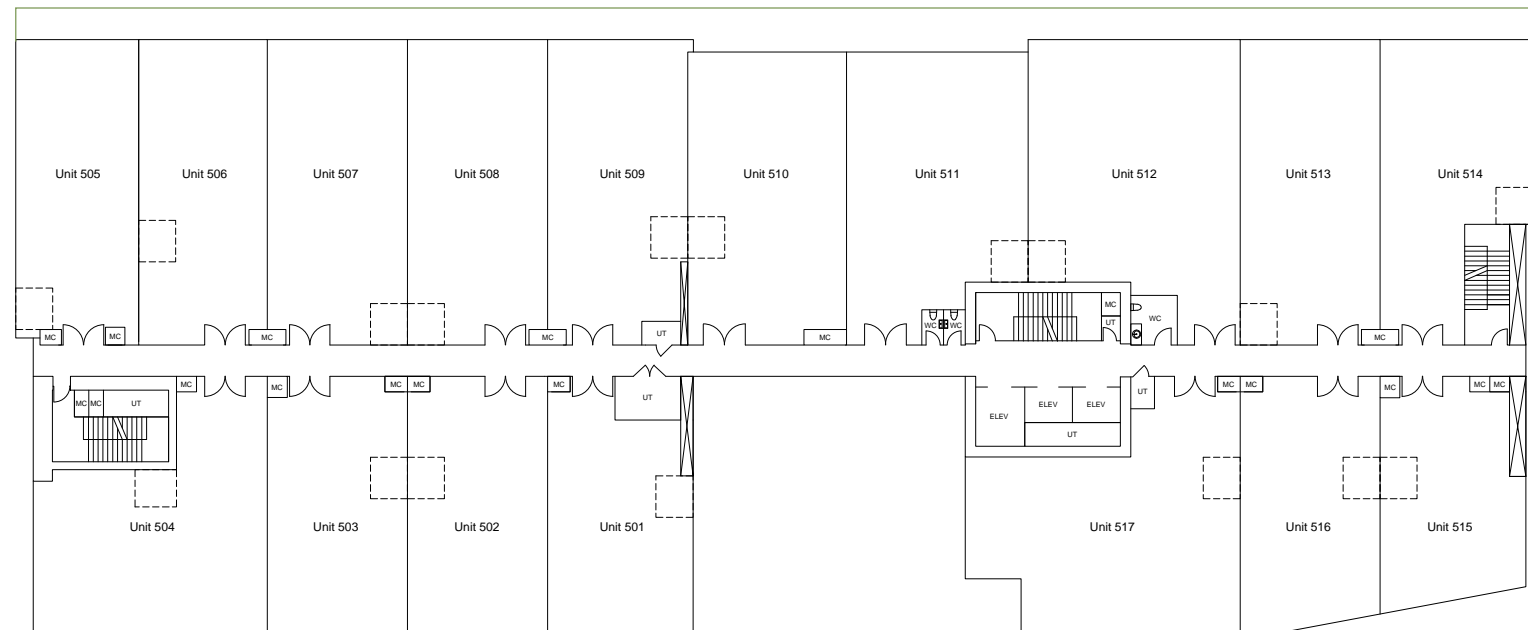 Unit 505
Unit 506
Unit 507
Unit 508
Unit 509
Unit 510
Unit 511
Unit 512
Unit 513
Unit 514
MC
UT
WC
MC
MC
MC
MC
MC
UT
MC
WC
WC
UT
MC
MC
MC
UT
MC
MC
MC
MC
MC
UT
ELEV
ELEV
ELEV
UT
UT
MC
MC
MC
MC
MC
Unit 504
Unit 503
Unit 502
Unit 501
Unit 517
Unit 516
Unit 515